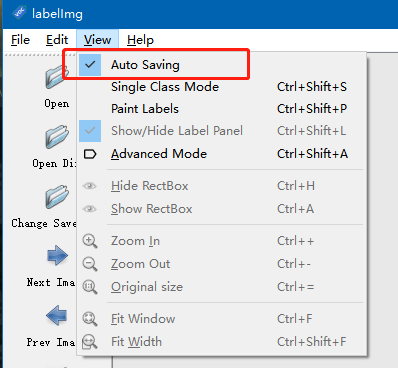 labelImg
File Edit View Help
Auto Saving
Single Class Mode Ctrl+Shift+S
Paint Labels Ctrl+Shift+P
Show/Hide Label Panel Ctrl+Shift+L
Advanced Mode Ctrl+Shift+A
Hide RectBox Ctrl+H
Show RectBox Ctrl+A
Zoom In Ctrl++
Zoom Out Ctrl+-
Original size Ctrl+=
Fit Window Ctrl+F
Fit Width Ctrl+Shift+F
Open
Open Di
Change Save
Next Ima
Prev Ima